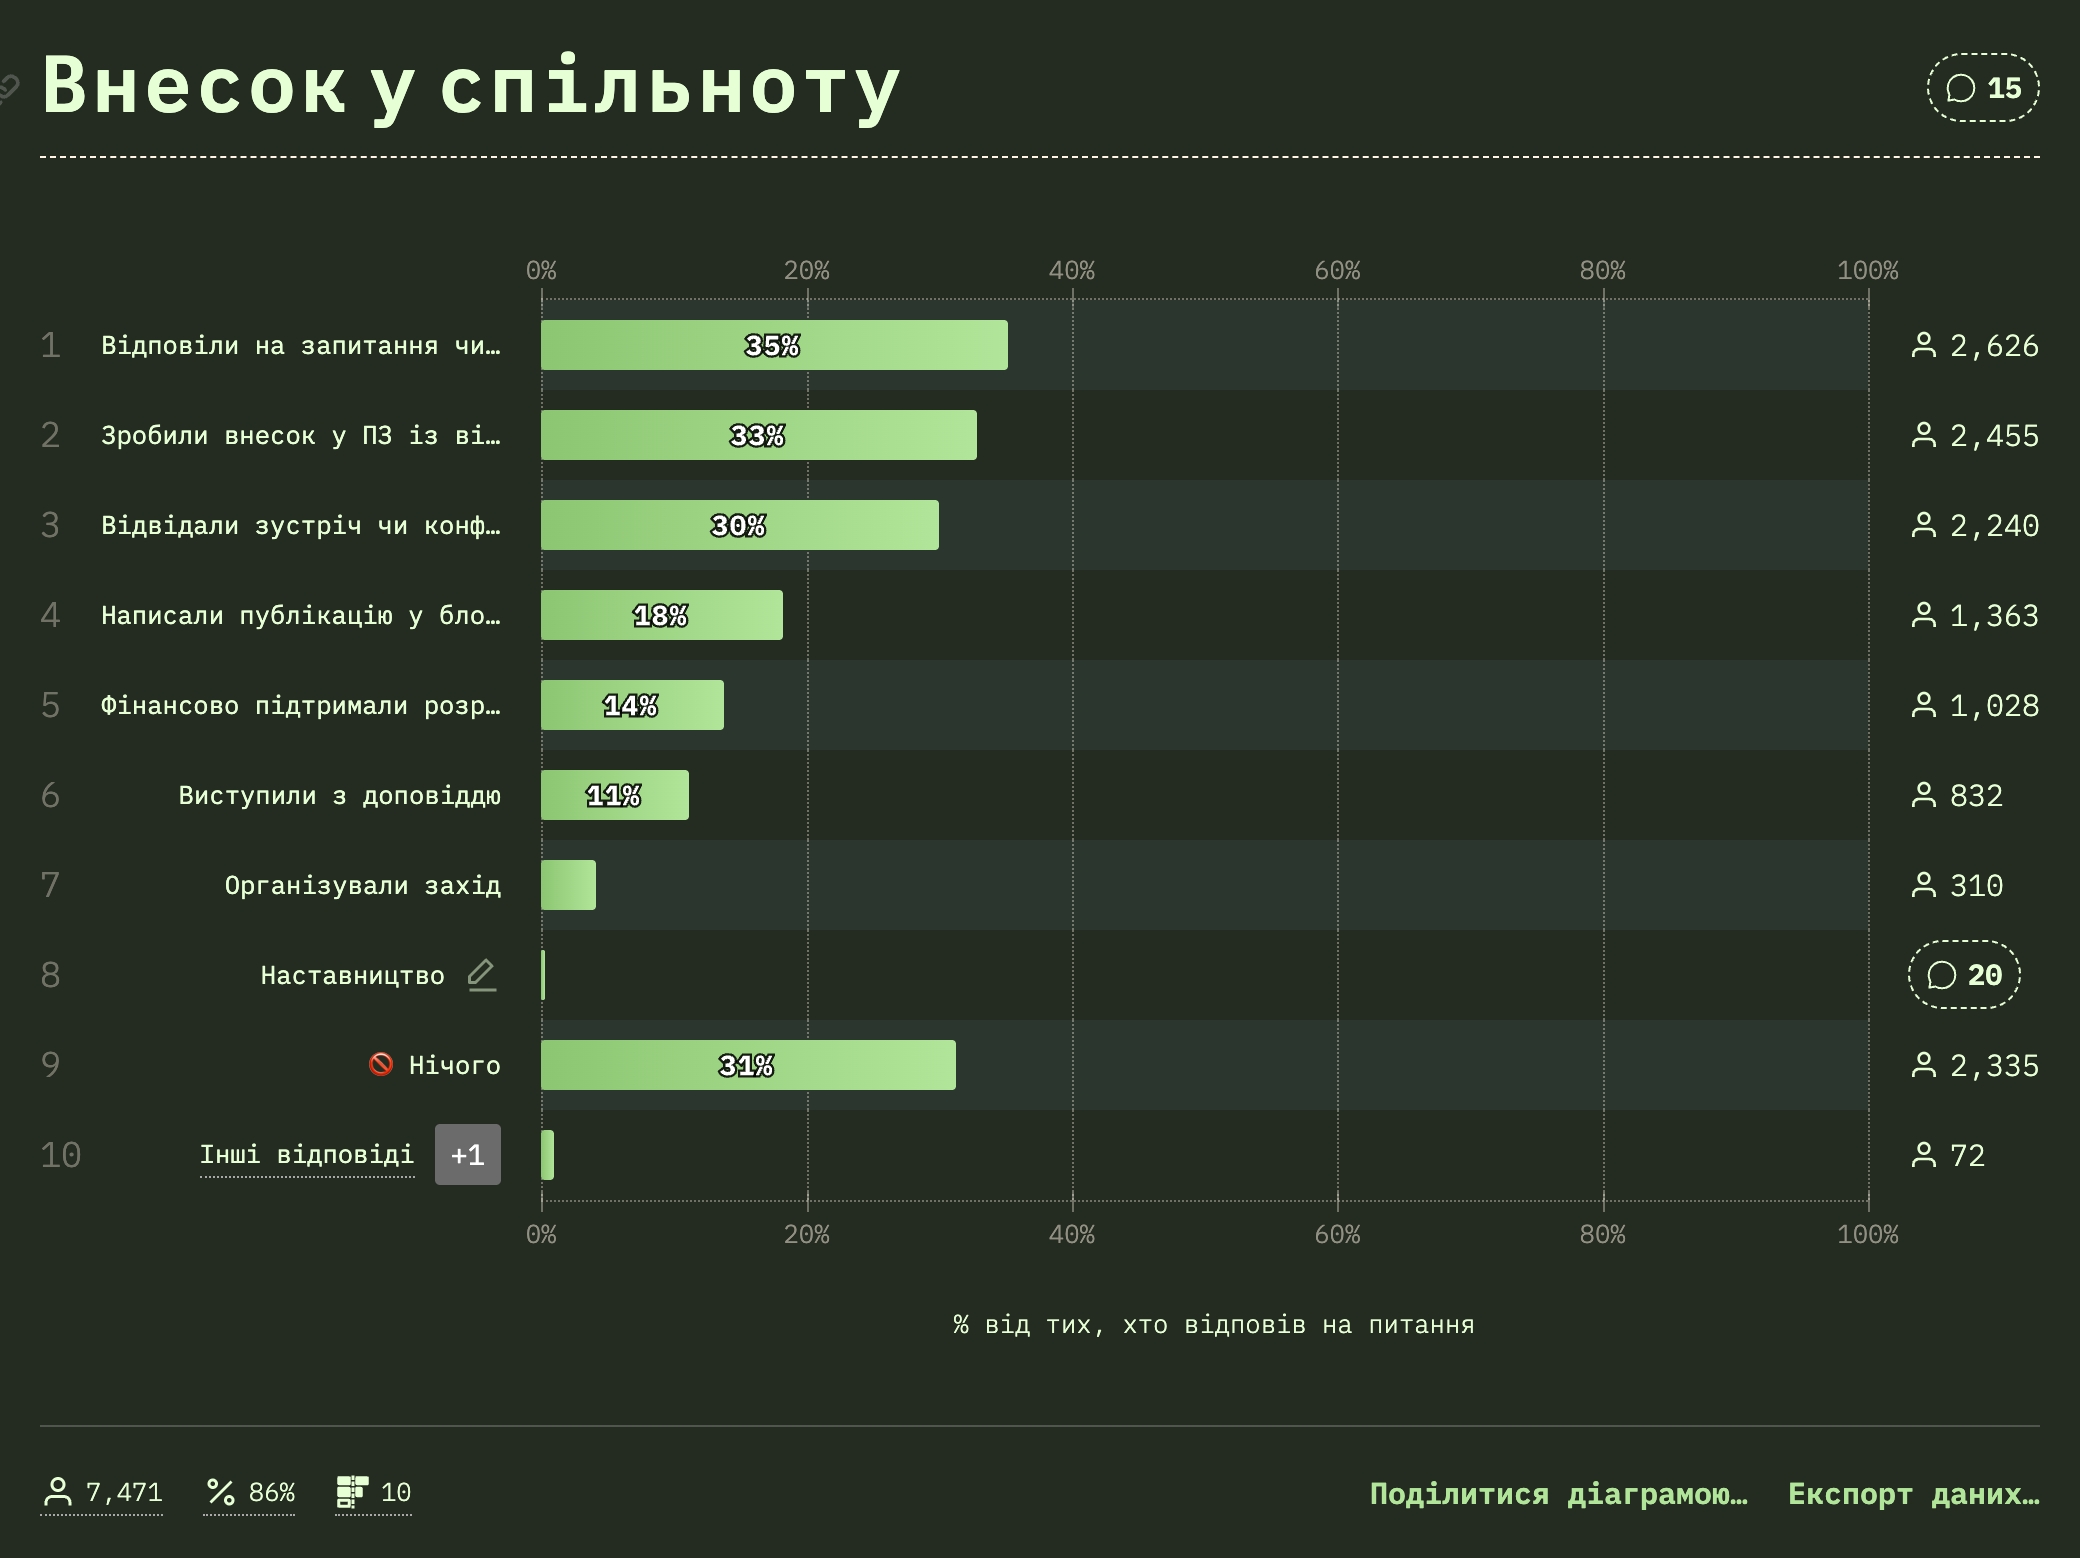 Внесок у спільноту
15
0% 20% 40% 60% 80% 100%
1 Відповіли на запитання чи… 35% 2,626
2 Зробили внесок у ПЗ із ві… 33% 2,455
3 Відвідали зустріч чи конф… 30% 2,240
4 Написали публікацію у бло… 18% 1,363
5 Фінансово підтримали розр… 14% 1,028
6 Виступили з доповіддю 11% 832
7 Організували захід 310
8 Наставництво 20
9 🚫 Нічого 31% 2,335
10 Інші відповіді +1 72
0% 20% 40% 60% 80% 100%
% від тих, хто відповів на питання
7,471 86% 10 Поділитися діаграмою… Експорт даних…